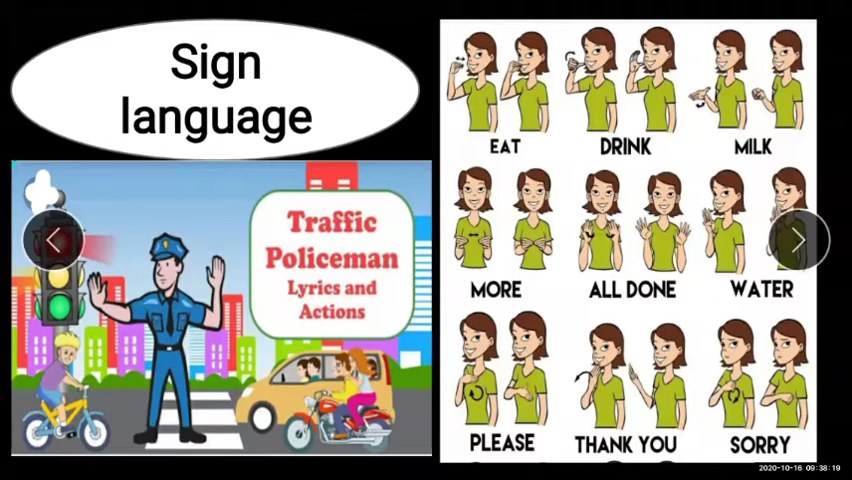 Sign
language
Traffic
Policeman
Lyrics and
Actions
EAT
DRINK
MILK
MORE
ALL DONE
WATER
PLEASE
THANK YOU
SORRY
2020-10-16 09:38:19